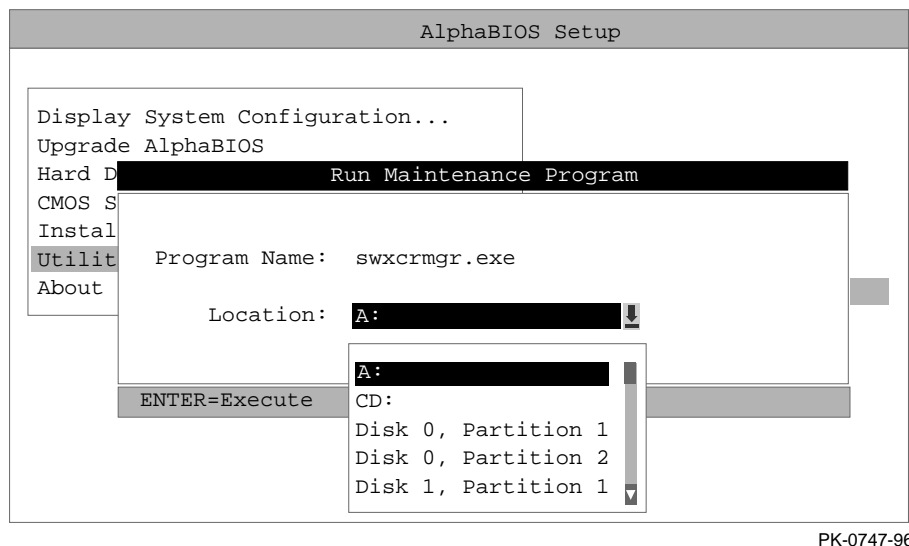 AlphaBIOS Setup
Display System Configuration...
Upgrade AlphaBIOS
Hard D
Run Maintenance Program
CMOS S
Instal
Utilit
Program Name: swxcrmgr.exe
About
Location: A:
A:
ENTER=Execute
CD:
Disk 0, Partition 1
Disk 0, Partition 2
Disk 1, Partition 1
PK-0747-96